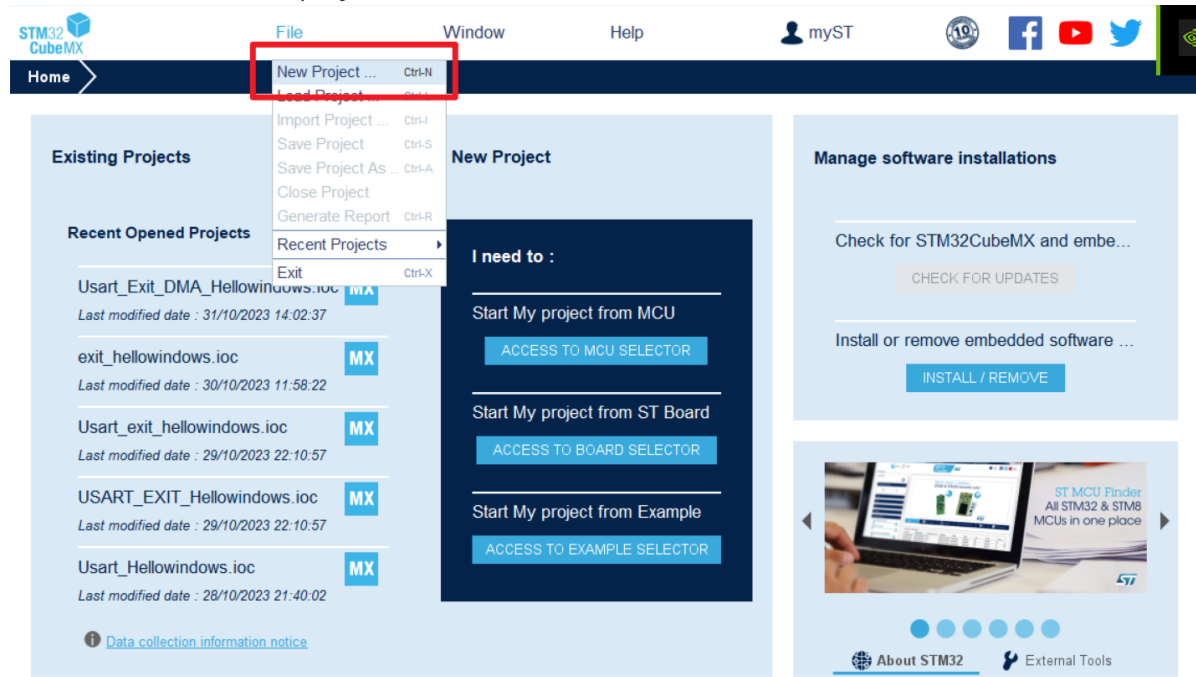 STM32
CubeMX
File
Window
Help
myST
Home
New Project ... Ctrl-N
Load Project ... Ctrl-L
Import Project ... Ctrl-I
Save Project Ctrl-S
Save Project As .. Ctrl-A
Close Project
Generate Report Ctrl-R
Recent Projects
Exit Ctrl-X
Existing Projects
Recent Opened Projects
Usart_Exit_DMA_Hellowindows.ioc MX
Last modified date : 31/10/2023 14:02:37
exit_hellowindows.ioc MX
Last modified date : 30/10/2023 11:58:22
Usart_exit_hellowindows.ioc MX
Last modified date : 29/10/2023 22:10:57
USART_EXIT_Hellowindows.ioc MX
Last modified date : 29/10/2023 22:10:57
Usart_Hellowindows.ioc MX
Last modified date : 28/10/2023 21:40:02
Data collection information notice
New Project
I need to :
Start My project from MCU
ACCESS TO MCU SELECTOR
Start My project from ST Board
ACCESS TO BOARD SELECTOR
Start My project from Example
ACCESS TO EXAMPLE SELECTOR
Manage software installations
Check for STM32CubeMX and embe...
CHECK FOR UPDATES
Install or remove embedded software ...
INSTALL / REMOVE
ST MCU Finder
All STM32 & STM8
MCUs in one place
About STM32
External Tools